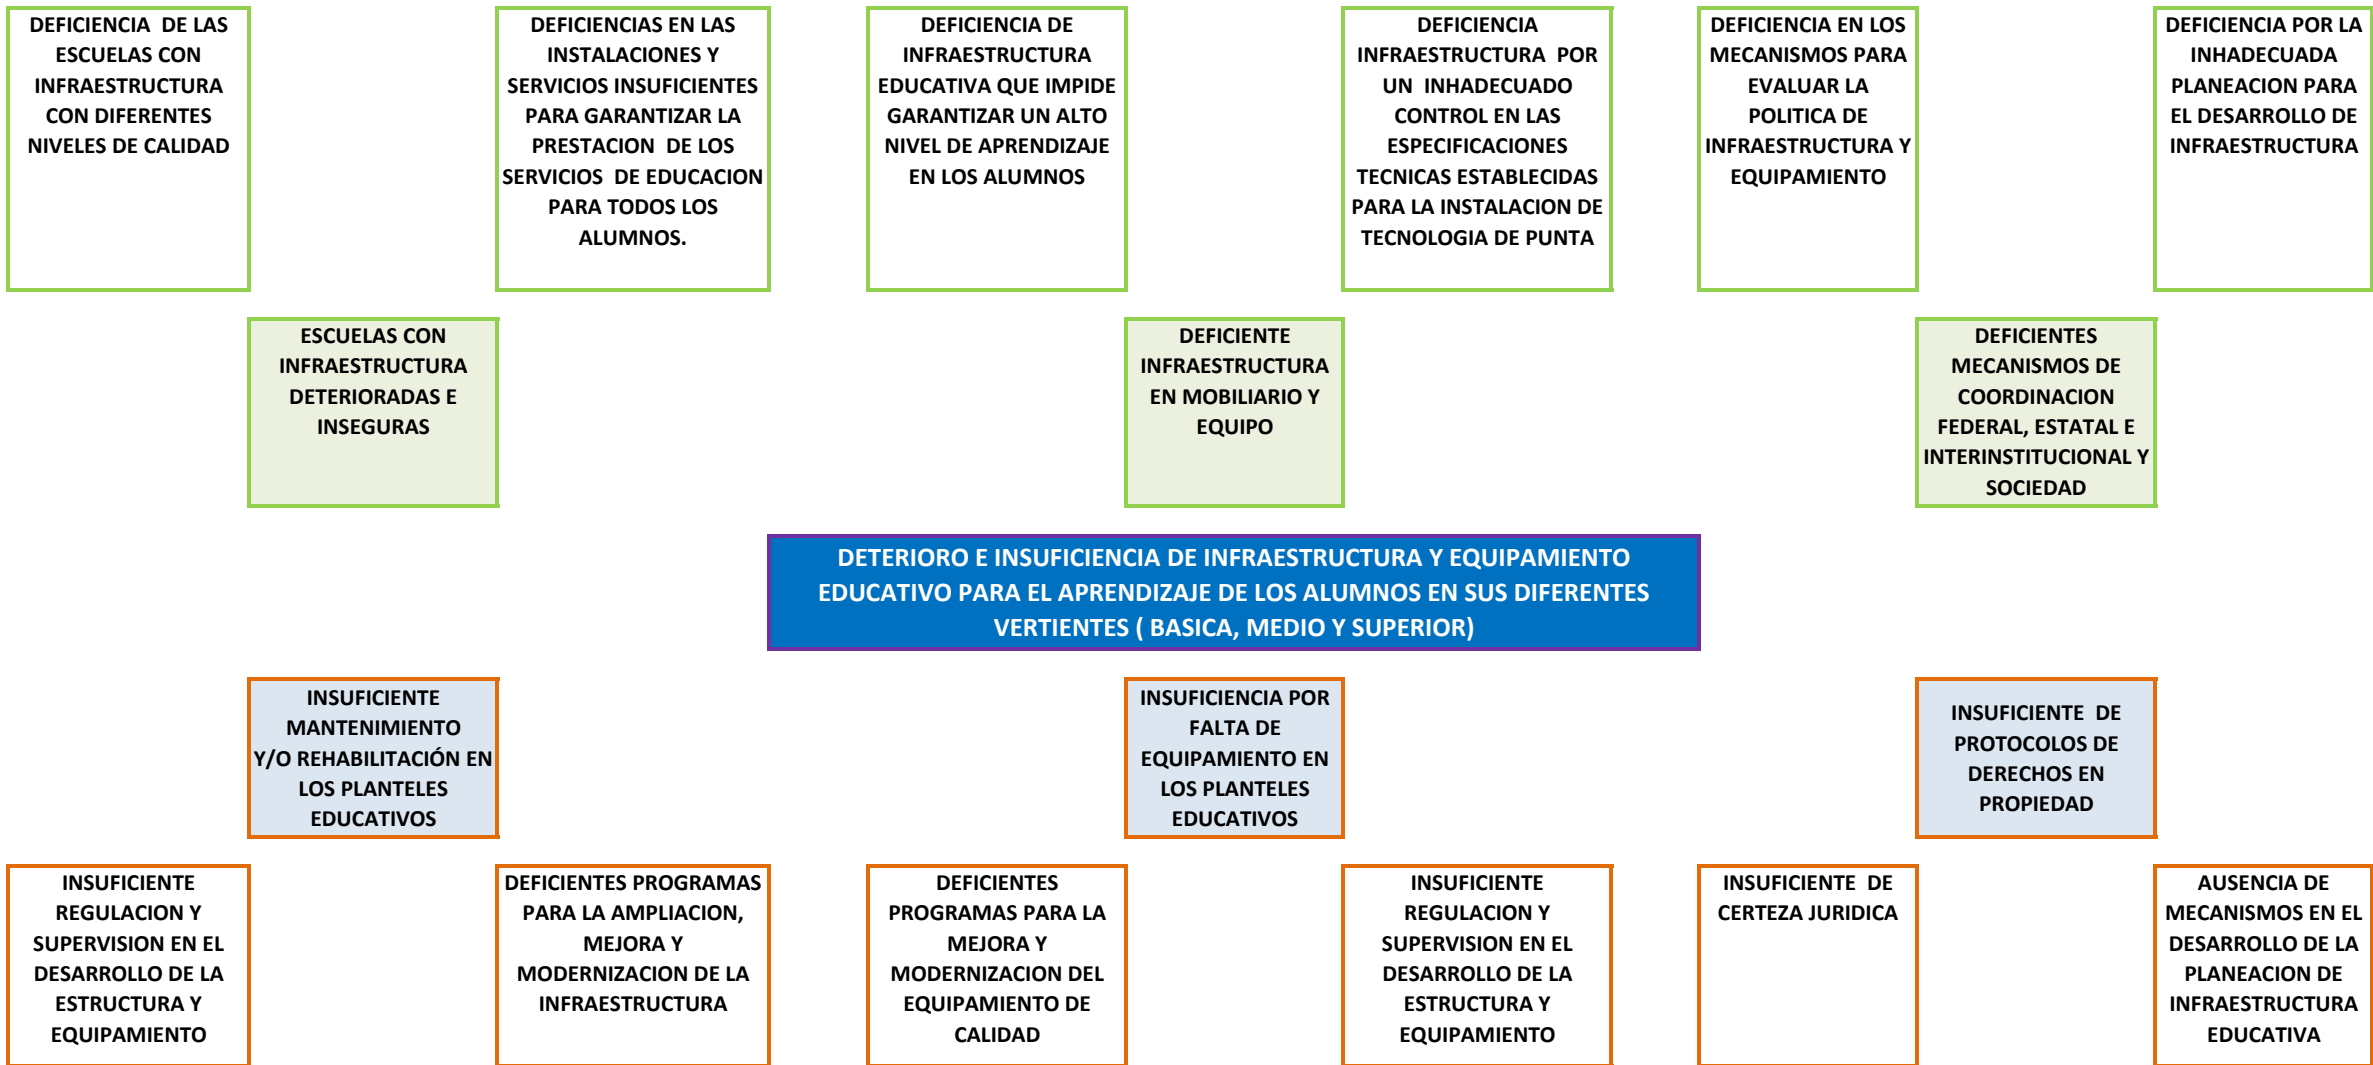 DEFICIENCIA DE LAS
ESCUELAS CON
INFRAESTRUCTURA
CON DIFERENTES
NIVELES DE CALIDAD
DEFICIENCIAS EN LAS
INSTALACIONES Y
SERVICIOS INSUFICIENTES
PARA GARANTIZAR LA
PRESTACION DE LOS
SERVICIOS DE EDUCACION
PARA TODOS LOS
ALUMNOS.
DEFICIENCIA DE
INFRAESTRUCTURA
EDUCATIVA QUE IMPIDE
GARANTIZAR UN ALTO
NIVEL DE APRENDIZAJE
EN LOS ALUMNOS
DEFICIENCIA
INFRAESTRUCTURA POR
UN INHADECUADO
CONTROL EN LAS
ESPECIFICACIONES
TECNICAS ESTABLECIDAS
PARA LA INSTALACION DE
TECNOLOGIA DE PUNTA
DEFICIENCIA EN LOS
MECANISMOS PARA
EVALUAR LA
POLITICA DE
INFRAESTRUCTURA Y
EQUIPAMIENTO
DEFICIENCIA POR LA
INHADECUADA
PLANEACION PARA
EL DESARROLLO DE
INFRAESTRUCTURA
ESCUELAS CON
INFRAESTRUCTURA
DETERIORADAS E
INSEGURAS
DEFICIENTE
INFRAESTRUCTURA
EN MOBILIARIO Y
EQUIPO
DEFICIENTES
MECANISMOS DE
COORDINACION
FEDERAL, ESTATAL E
INTERINSTITUCIONAL Y
SOCIEDAD
DETERIORO E INSUFICIENCIA DE INFRAESTRUCTURA Y EQUIPAMIENTO
EDUCATIVO PARA EL APRENDIZAJE DE LOS ALUMNOS EN SUS DIFERENTES
VERTIENTES ( BASICA, MEDIO Y SUPERIOR)
INSUFICIENTE
MANTENIMIENTO
Y/O REHABILITACIÓN EN
LOS PLANTELES
EDUCATIVOS
INSUFICIENCIA POR
FALTA DE
EQUIPAMIENTO EN
LOS PLANTELES
EDUCATIVOS
INSUFICIENTE DE
PROTOCOLOS DE
DERECHOS EN
PROPIEDAD
INSUFICIENTE
REGULACION Y
SUPERVISION EN EL
DESARROLLO DE LA
ESTRUCTURA Y
EQUIPAMIENTO
DEFICIENTES PROGRAMAS
PARA LA AMPLIACION,
MEJORA Y
MODERNIZACION DE LA
INFRAESTRUCTURA
DEFICIENTES
PROGRAMAS PARA LA
MEJORA Y
MODERNIZACION DEL
EQUIPAMIENTO DE
CALIDAD
INSUFICIENTE
REGULACION Y
SUPERVISION EN EL
DESARROLLO DE LA
ESTRUCTURA Y
EQUIPAMIENTO
INSUFICIENTE DE
CERTEZA JURIDICA
AUSENCIA DE
MECANISMOS EN EL
DESARROLLO DE LA
PLANEACION DE
INFRAESTRUCTURA
EDUCATIVA